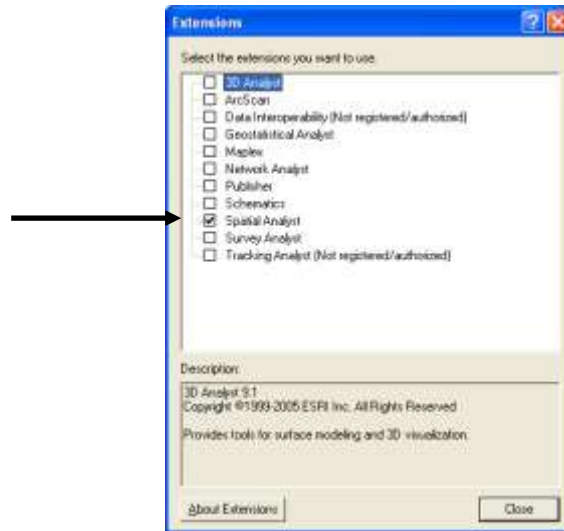 Extensions
Select the extensions you want to use.
3D Analyst
ArcScan
Data Interoperability (Not registered/authorized)
Geostatistical Analyst
Maplex
Network Analyst
Publisher
Schematics
Spatial Analyst
Survey Analyst
Tracking Analyst (Not registered/authorized)
Description:
3D Analyst 9.1
Copyright ©1999-2005 ESRI Inc. All Rights Reserved
Provides tools for surface modeling and 3D visualization.
About Extensions
Close